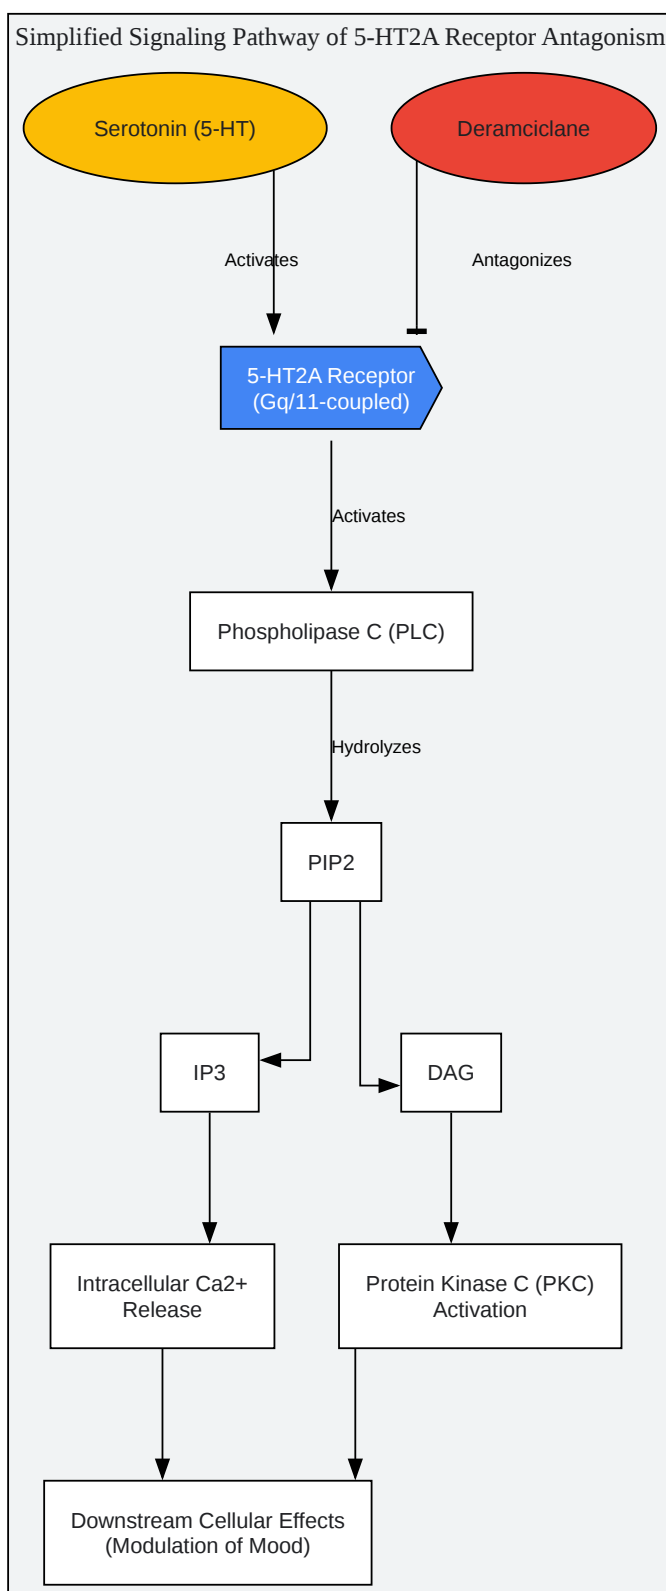 Simplified Signaling Pathway of 5-HT2A Receptor Antagonism
Serotonin (5-HT)
Deramciclane
Activates
Antagonizes
5-HT2A Receptor
(Gq/11-coupled)
Activates
Phospholipase C (PLC)
Hydrolyzes
PIP2
IP3
DAG
Intracellular Ca2+
Release
Protein Kinase C (PKC)
Activation
Downstream Cellular Effects
(Modulation of Mood)